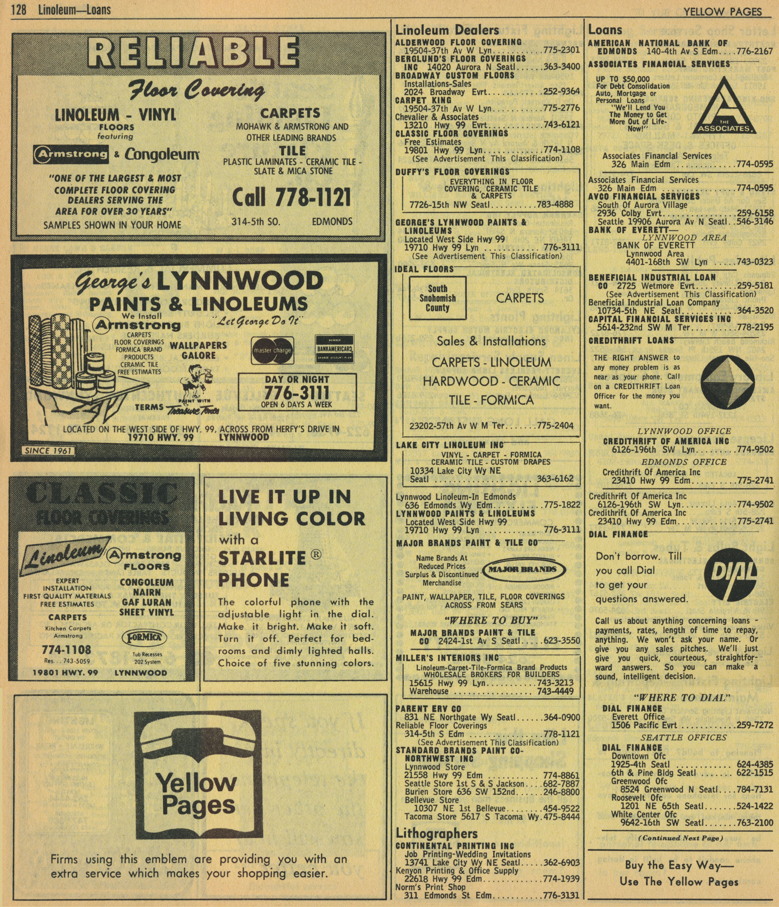 128 Linoleum—Loans
YELLOW PAGES
RELIABLE
Floor Covering
LINOLEUM - VINYL
FLOORS
featuring
Armstrong & Congoleum
"ONE OF THE LARGEST & MOST
COMPLETE FLOOR COVERING
DEALERS SERVING THE
AREA FOR OVER 30 YEARS"
SAMPLES SHOWN IN YOUR HOME
CARPETS
MOHAWK & ARMSTRONG AND
OTHER LEADING BRANDS
TILE
PLASTIC LAMINATES - CERAMIC TILE -
SLATE & MICA STONE
Call 778-1121
314-5th SO. EDMONDS
George's LYNNWOOD
PAINTS & LINOLEUMS
We Install
Armstrong
"Let George Do It"
CARPETS
FLOOR COVERINGS
FORMICA BRAND
PRODUCTS
CERAMIC TILE
FREE ESTIMATES
WALLPAPERS
GALORE
master charge
BANKAMERICARD
PAINT WITH
Treasure Tones
TERMS
DAY OR NIGHT
776-3111
OPEN 6 DAYS A WEEK
LOCATED ON THE WEST SIDE OF HWY. 99, ACROSS FROM HERFY'S DRIVE IN
19710 HWY. 99 LYNNWOOD
SINCE 1961
CLASSIC
FLOOR COVERINGS
Linoleum
Armstrong
FLOORS
EXPERT
INSTALLATION
FIRST QUALITY MATERIALS
FREE ESTIMATES
CARPETS
Kitchen Carpets
Armstrong
774-1108
Res... 743-5059
CONGOLEUM
NAIRN
GAF LURAN
SHEET VINYL
FORMICA
Tub Recesses
202 System
19801 HWY. 99 LYNNWOOD
LIVE IT UP IN
LIVING COLOR
with a
STARLITE ®
PHONE
The colorful phone with the
adjustable light in the dial.
Make it bright. Make it soft.
Turn it off. Perfect for bed-
rooms and dimly lighted halls.
Choice of five stunning colors.
Yellow
Pages
Firms using this emblem are providing you with an
extra service which makes your shopping easier.
Linoleum Dealers
ALDERWOOD FLOOR COVERING
19504-37th Av W Lyn....775-2301
BERGLUND'S FLOOR COVERINGS
INC 14020 Aurora N Seatl..363-3400
BROADWAY CUSTOM FLOORS
Installations-Sales
2024 Broadway Evrt....252-9364
CARPET KING
19504-37th Av W Lyn....775-2776
Chevalier & Associates
13210 Hwy 99 Evrt....743-6121
CLASSIC FLOOR COVERINGS
Free Estimates
19801 Hwy 99 Lyn....774-1108
(See Advertisement This Classification)
DUFFY'S FLOOR COVERINGS
EVERYTHING IN FLOOR
COVERING, CERAMIC TILE
& CARPETS
7726-15th NW Seatl....783-4888
GEORGE'S LYNNWOOD PAINTS &
LINOLEUMS
Located West Side Hwy 99
19710 Hwy 99 Lyn....776-3111
(See Advertisement This Classification)
IDEAL FLOORS
South
Snohomish
County
CARPETS
Sales & Installations
CARPETS - LINOLEUM
HARDWOOD - CERAMIC
TILE - FORMICA
23202-57th Av W M Ter....775-2404
LAKE CITY LINOLEUM INC
VINYL - CARPET - FORMICA
CERAMIC TILE - CUSTOM DRAPES
10334 Lake City Wy NE
Seatl....363-6162
Lynnwood Linoleum-In Edmonds
636 Edmonds Wy Edm....775-1822
LYNNWOOD PAINTS & LINOLEUMS
Located West Side Hwy 99
19710 Hwy 99 Lyn....776-3111
MAJOR BRANDS PAINT & TILE CO
Name Brands At
Reduced Prices
Surplus & Discontinued
Merchandise
MAJOR BRANDS
PAINT, WALLPAPER, TILE, FLOOR COVERINGS
ACROSS FROM SEARS
"WHERE TO BUY"
MAJOR BRANDS PAINT & TILE
CO 2424-1st Av S Seatl....623-3550
MILLER'S INTERIORS INC
Linoleum-Carpet-Tile-Formica Brand Products
WHOLESALE BROKERS FOR BUILDERS
15615 Hwy 99 Lyn....743-3213
Warehouse....743-4449
PARENT ERV CO
831 NE Northgate Wy Seatl....364-0900
Reliable Floor Coverings
314-5th S Edm....778-1121
(See Advertisement This Classification)
STANDARD BRANDS PAINT CO-
NORTHWEST INC
Lynnwood Store
21558 Hwy 99 Edm....774-8861
Seattle Store 1st S & S Jackson...682-7887
Burien Store 636 SW 152nd...246-8800
Bellevue Store
10307 NE 1st Bellevue....454-9522
Tacoma Store 5617 S Tacoma Wy.475-8444
Lithographers
CONTINENTAL PRINTING INC
Job Printing-Wedding Invitations
13741 Lake City Wy NE Seatl....362-6903
Kenyon Printing & Office Supply
22618 Hwy 99 Edm....774-1939
Norm's Print Shop
311 Edmonds St Edm....776-3131
Loans
AMERICAN NATIONAL BANK OF
EDMONDS 140-4th Av S Edm..776-2167
ASSOCIATES FINANCIAL SERVICES
UP TO $50,000
For Debt Consolidation
Auto, Mortgage or
Personal Loans
"We'll Lend You
The Money to Get
More Out of Life-
Now!"
THE
ASSOCIATES
Associates Financial Services
326 Main Edm....774-0595
Associates Financial Services
326 Main Edm....774-0595
AVCO FINANCIAL SERVICES
South Of Aurora Village
2936 Colby Evrt....259-6158
Seattle 19906 Aurora Av N Seatl..546-3146
BANK OF EVERETT—
LYNNWOOD AREA
BANK OF EVERETT
Lynnwood Area
4401-168th SW Lyn....743-0323
BENEFICIAL INDUSTRIAL LOAN
CO 2725 Wetmore Evrt....259-5181
(See Advertisement This Classification)
Beneficial Industrial Loan Company
10734-5th NE Seatl....364-3520
CAPITAL FINANCIAL SERVICES INC
5614-232nd SW M Ter....778-2195
CREDITHRIFT LOANS
THE RIGHT ANSWER to
any money problem is as
near as your phone. Call
on a CREDITHRIFT Loan
Officer for the money you
want.
LYNNWOOD OFFICE
CREDITHRIFT OF AMERICA INC
6126-196th SW Lyn....774-9502
EDMONDS OFFICE
Credithrift Of America Inc
23410 Hwy 99 Edm....775-2741
Credithrift Of America Inc
6126-196th SW Lyn....774-9502
Credithrift Of America Inc
23410 Hwy 99 Edm....775-2741
DIAL FINANCE
Don't borrow. Till
you call Dial
to get your
questions answered.
DIAL
Call us about anything concerning loans -
payments, rates, length of time to repay,
anything. We won't ask your name. Or
give you any sales pitches. We'll just
give you quick, courteous, straightfor-
ward answers. So you can make a
sound, intelligent decision.
"WHERE TO DIAL"
DIAL FINANCE
Everett Office
1506 Pacific Evrt....259-7272
SEATTLE OFFICES
DIAL FINANCE
Downtown Ofc
1925-4th Seatl....624-4385
6th & Pine Bldg Seatl....622-1515
Greenwood Ofc
8524 Greenwood N Seatl...784-7131
Roosevelt Ofc
1201 NE 65th Seatl....524-1422
White Center Ofc
9642-16th SW Seatl....763-2100
(Continued Next Page)
Buy the Easy Way—
Use The Yellow Pages